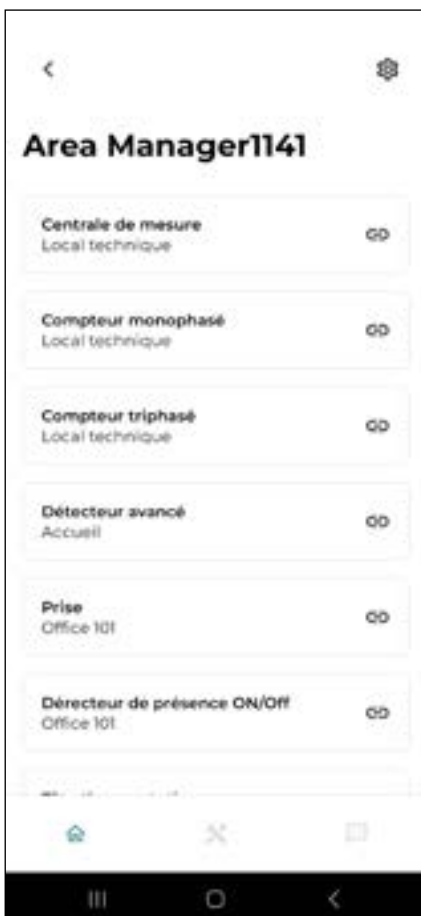 Area Manager1141
Centrale de mesure
Local technique
Compteur monophasé
Local technique
Compteur triphasé
Local technique
Détecteur avancé
Accueil
Prise
Office 101
Dérecteur de présence ON/Off
Office 101